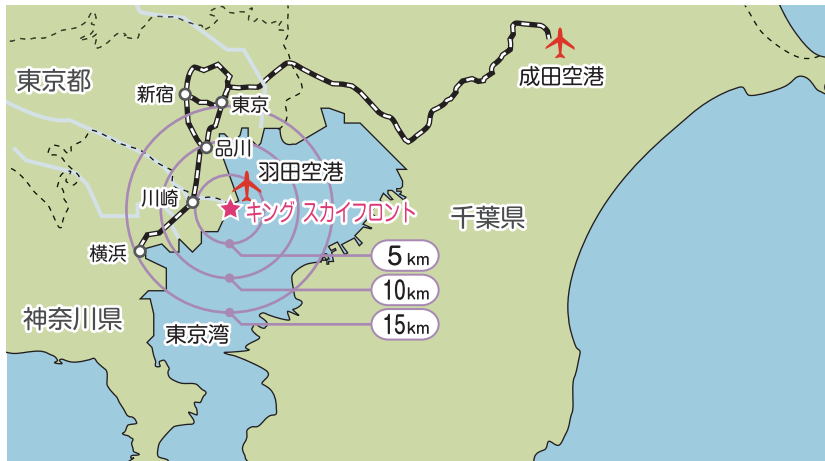 成田空港
東京都
新宿
東京
品川
羽田空港
川崎
キング スカイフロント
千葉県
横浜
5 km
10km
神奈川県
15km
東京湾